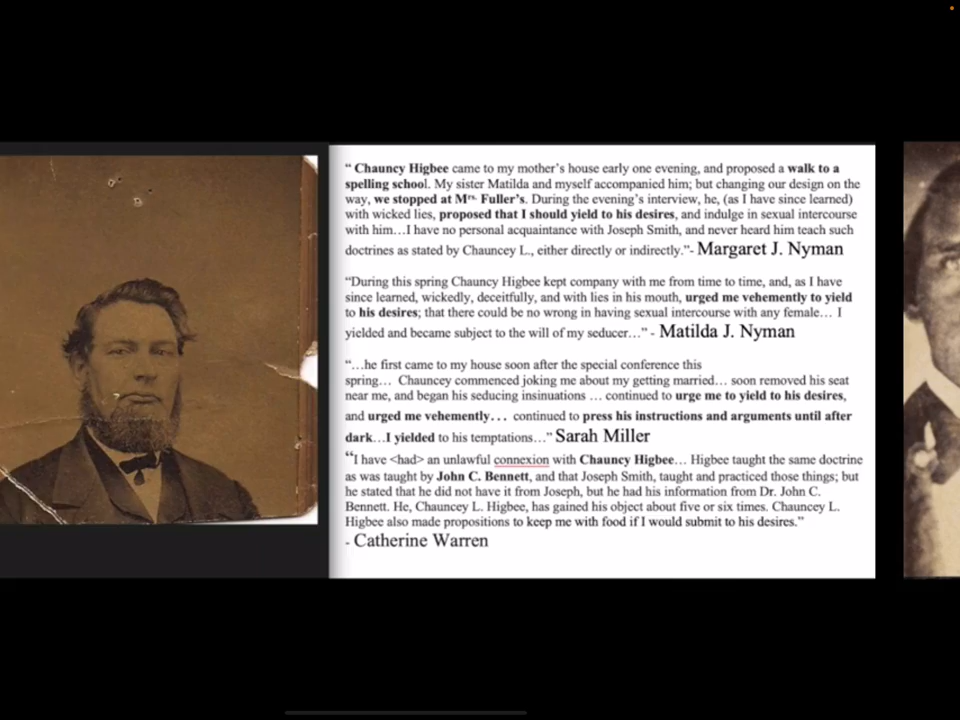 “ Chauncy Higbee came to my mother’s house early one evening, and proposed a walk to a
spelling school. My sister Matilda and myself accompanied him; but changing our design on the
way, we stopped at Mrs. Fuller’s. During the evening’s interview, he, (as I have since learned)
with wicked lies, proposed that I should yield to his desires, and indulge in sexual intercourse
with him…I have no personal acquaintance with Joseph Smith, and never heard him teach such
doctrines as stated by Chauncey L., either directly or indirectly.”- Margaret J. Nyman
“During this spring Chauncey Higbee kept company with me from time to time, and, as I have
since learned, wickedly, deceitfully, and with lies in his mouth, urged me vehemently to yield
to his desires; that there could be no wrong in having sexual intercourse with any female… I
yielded and became subject to the will of my seducer…” - Matilda J. Nyman
“…he first came to my house soon after the special conference this
spring… Chauncey commenced joking me about my getting married… soon removed his seat
near me, and began his seducing insinuations … continued to urge me to yield to his desires,
and urged me vehemently… continued to press his instructions and arguments until after
dark…I yielded to his temptations…” Sarah Miller
“I have <had> an unlawful connexion with Chauncy Higbee… Higbee taught the same doctrine
as was taught by John C. Bennett, and that Joseph Smith, taught and practiced those things; but
he stated that he did not have it from Joseph, but he had his information from Dr. John C.
Bennett. He, Chauncey L. Higbee, has gained his object about five or six times. Chauncey L.
Higbee also made propositions to keep me with food if I would submit to his desires.”
- Catherine Warren